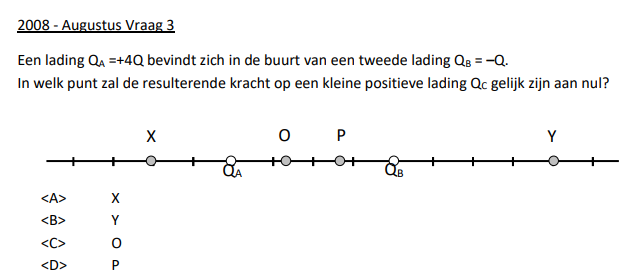 2008 - Augustus Vraag 3
Een lading QA =+4Q bevindt zich in de buurt van een tweede lading QB = –Q.
In welk punt zal de resulterende kracht op een kleine positieve lading QC gelijk zijn aan nul?
X O P Y
QA QB
<A> X
<B> Y
<C> O
<D> P